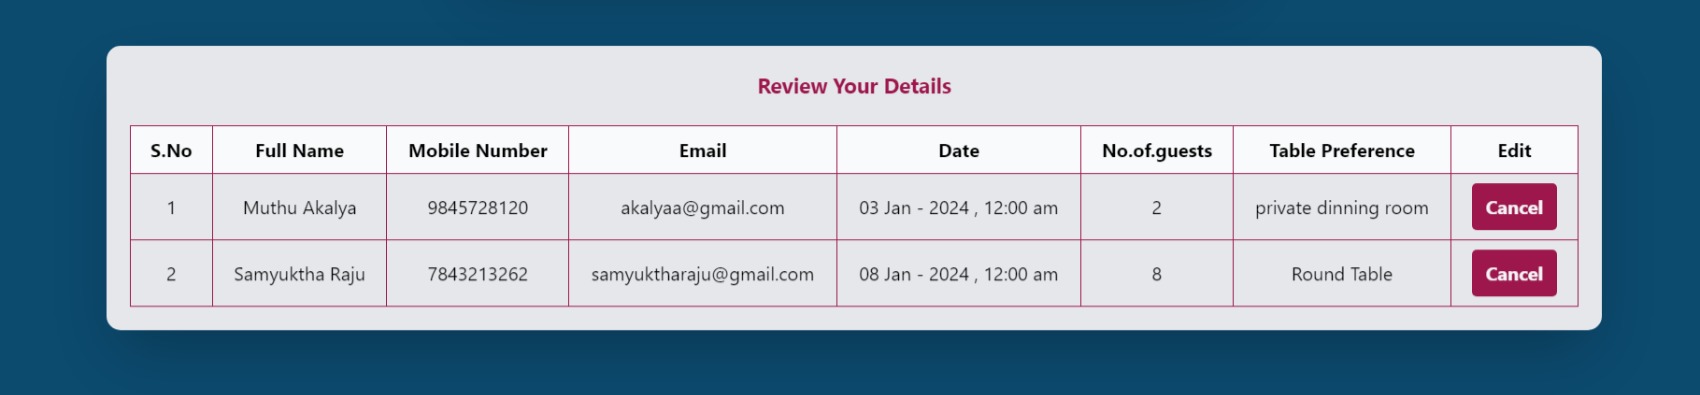 Review Your Details
S.No Full Name Mobile Number Email Date No.of.guests Table Preference Edit
1 Muthu Akalya 9845728120 akalyaa@gmail.com 03 Jan - 2024 , 12:00 am 2 private dinning room Cancel
2 Samyuktha Raju 7843213262 samyuktharaju@gmail.com 08 Jan - 2024 , 12:00 am 8 Round Table Cancel